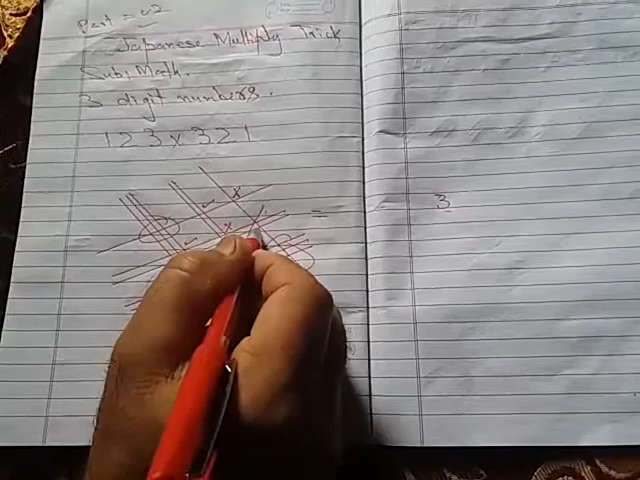 Part = 02
Japanese Multiply Trick
Sub: Math.
3 digit numbers.
123 x 321
=
3